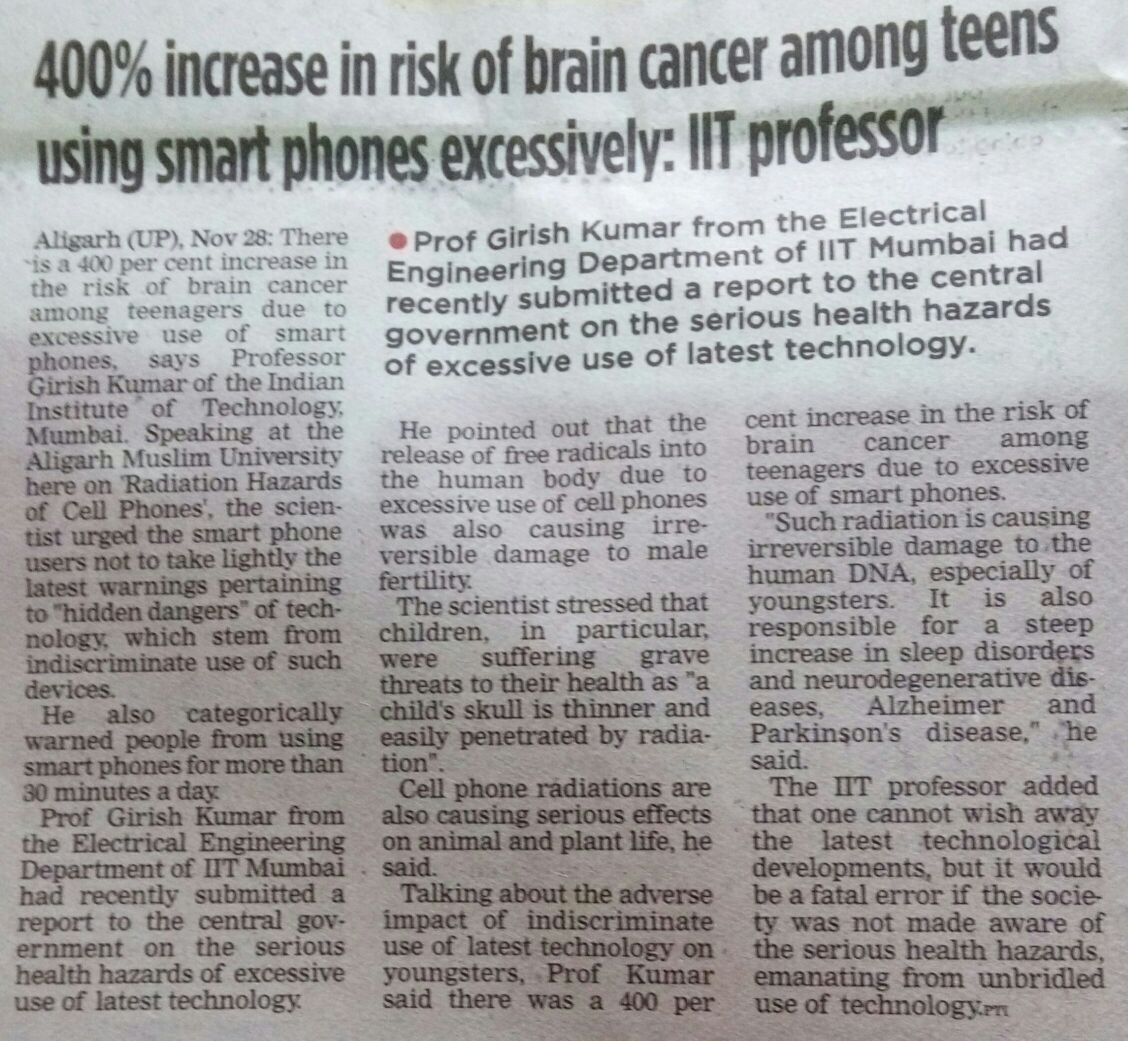 400% increase in risk of brain cancer among teens
using smart phones excessively: IIT professor
Aligarh (UP), Nov 28: There
is a 400 per cent increase in
the risk of brain cancer
among teenagers due to
excessive use of smart
phones, says Professor
Girish Kumar of the Indian
Institute of Technology,
Mumbai. Speaking at the
Aligarh Muslim University
here on 'Radiation Hazards
of Cell Phones', the scien-
tist urged the smart phone
users not to take lightly the
latest warnings pertaining
to "hidden dangers" of tech-
nology, which stem from
indiscriminate use of such
devices.
He also categorically
warned people from using
smart phones for more than
30 minutes a day.
Prof Girish Kumar from
the Electrical Engineering
Department of IIT Mumbai
had recently submitted a
report to the central gov-
ernment on the serious
health hazards of excessive
use of latest technology.
● Prof Girish Kumar from the Electrical
Engineering Department of IIT Mumbai had
recently submitted a report to the central
government on the serious health hazards
of excessive use of latest technology.
He pointed out that the
release of free radicals into
the human body due to
excessive use of cell phones
was also causing irre-
versible damage to male
fertility.
The scientist stressed that
children, in particular,
were suffering grave
threats to their health as "a
child's skull is thinner and
easily penetrated by radia-
tion".
Cell phone radiations are
also causing serious effects
on animal and plant life, he
said.
Talking about the adverse
impact of indiscriminate
use of latest technology on
youngsters, Prof Kumar
said there was a 400 per
cent increase in the risk of
brain cancer among
teenagers due to excessive
use of smart phones.
"Such radiation is causing
irreversible damage to the
human DNA, especially of
youngsters. It is also
responsible for a steep
increase in sleep disorders
and neurodegenerative dis-
eases, Alzheimer and
Parkinson's disease," he
said.
The IIT professor added
that one cannot wish away
the latest technological
developments, but it would
be a fatal error if the socie-
ty was not made aware of
the serious health hazards,
emanating from unbridled
use of technology.PTI